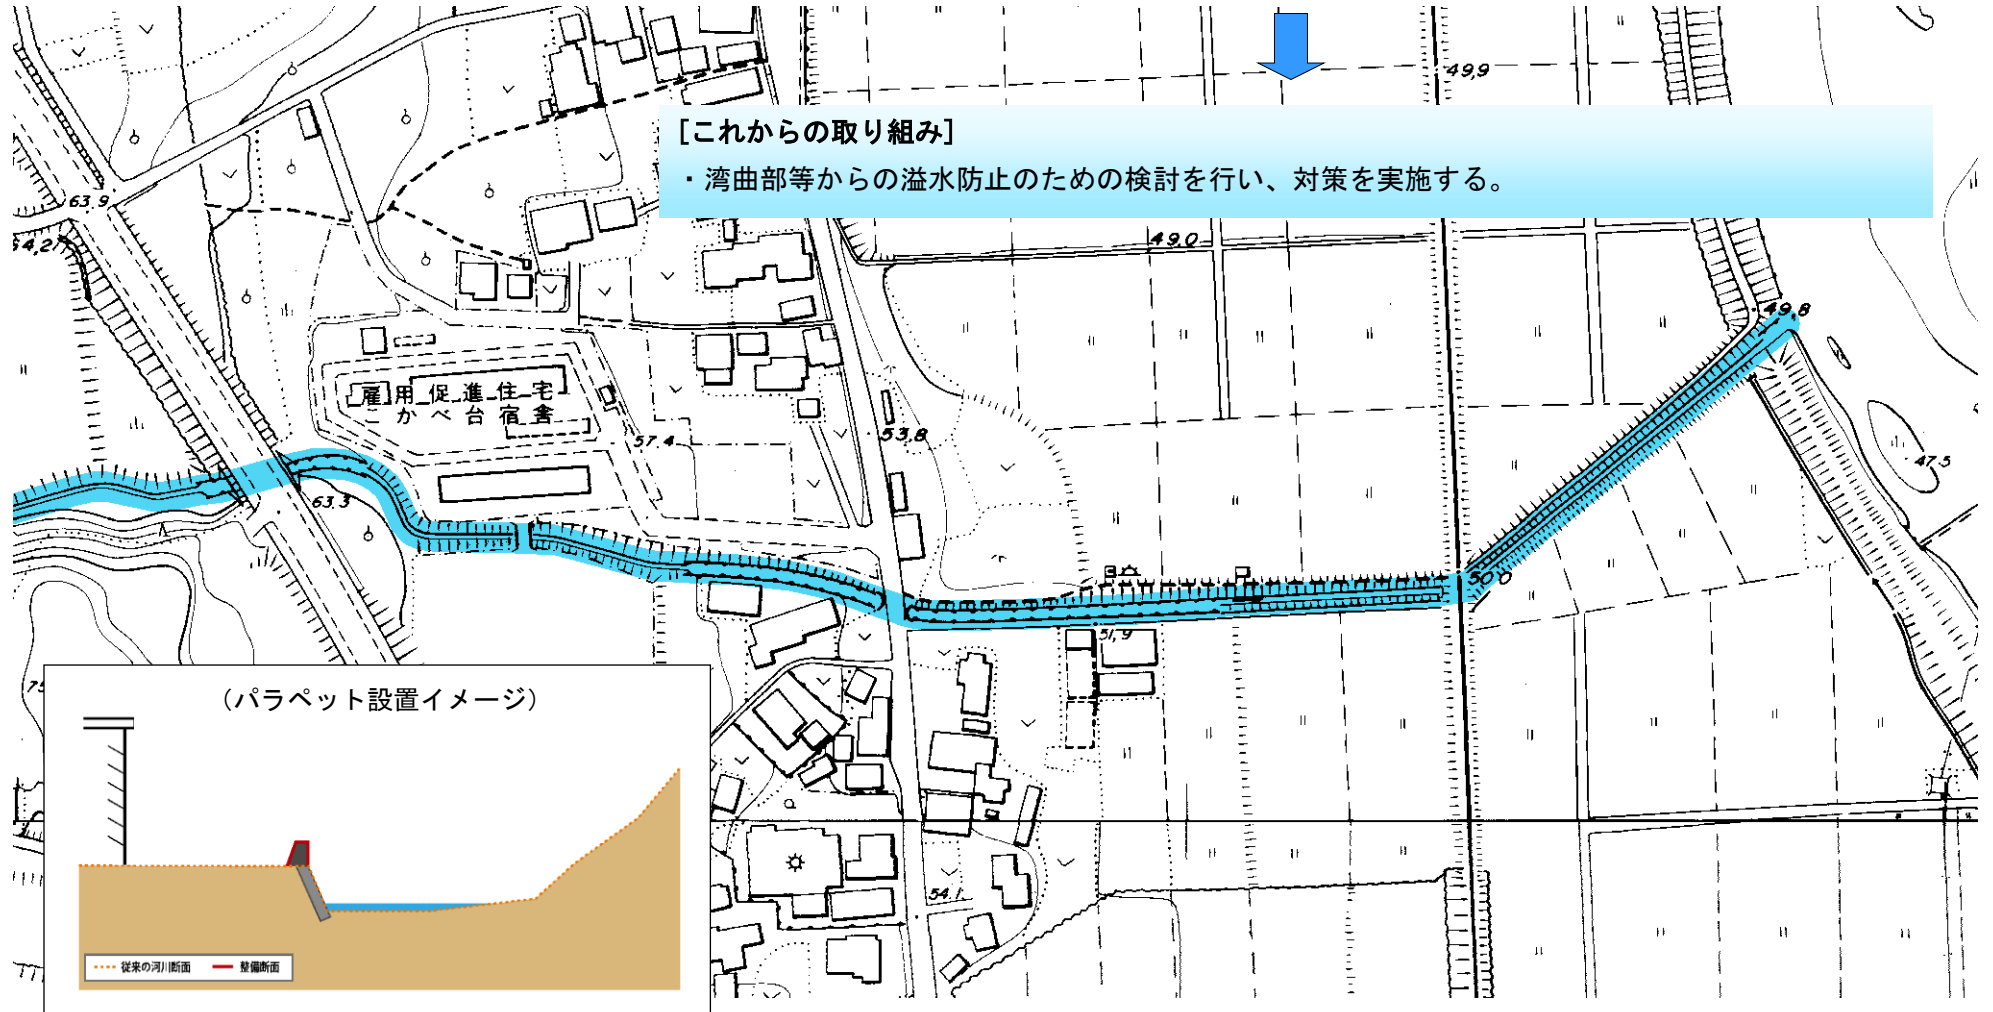 49,9
[これからの取り組み]
・湾曲部等からの溢水防止のための検討を行い、対策を実施する。
63.9
64,2
49.0
49,8
雇用促進住宅
こかべ台宿舎
57.4
53,8
47.5
63.3
50.0
51,9
(パラペット設置イメージ)
54.1
従来の河川断面
整備断面